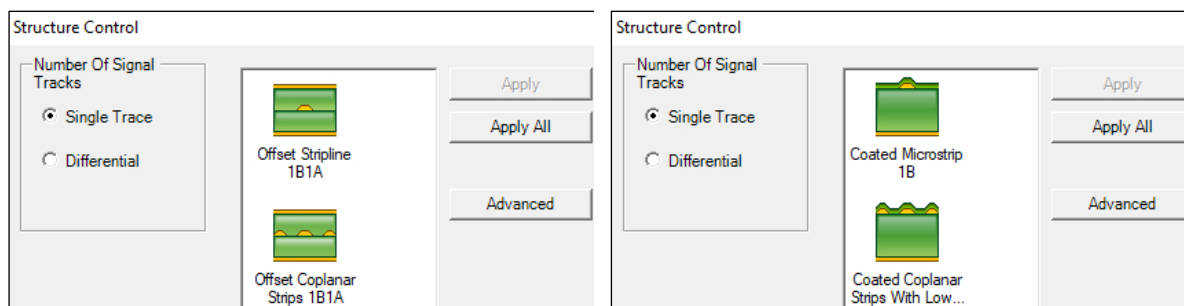 Structure Control
Number Of Signal
Tracks
Single Trace
Differential
Offset Stripline
1B1A
Offset Coplanar
Strips 1B1A
Apply
Apply All
Advanced
Structure Control
Number Of Signal
Tracks
Single Trace
Differential
Coated Microstrip
1B
Coated Coplanar
Strips With Low...
Apply
Apply All
Advanced